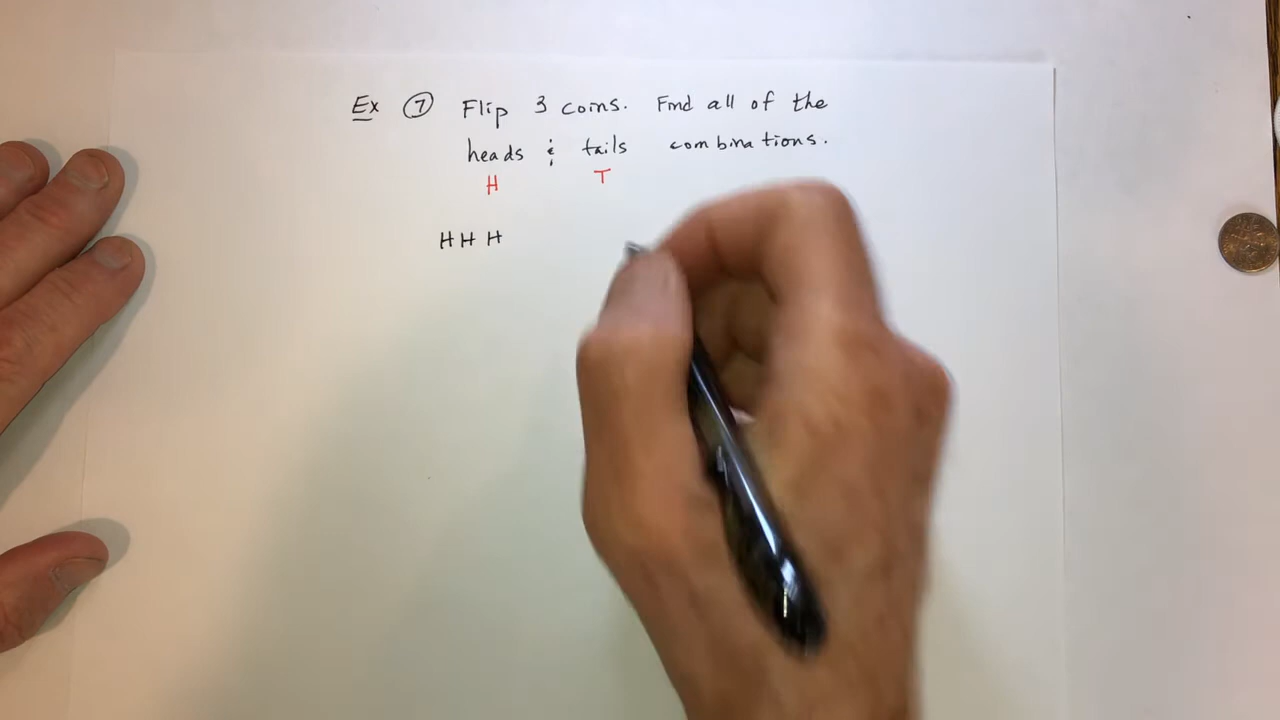 Ex ⑦ Flip 3 coins. Find all of the
heads & tails combinations.
H T
HHH